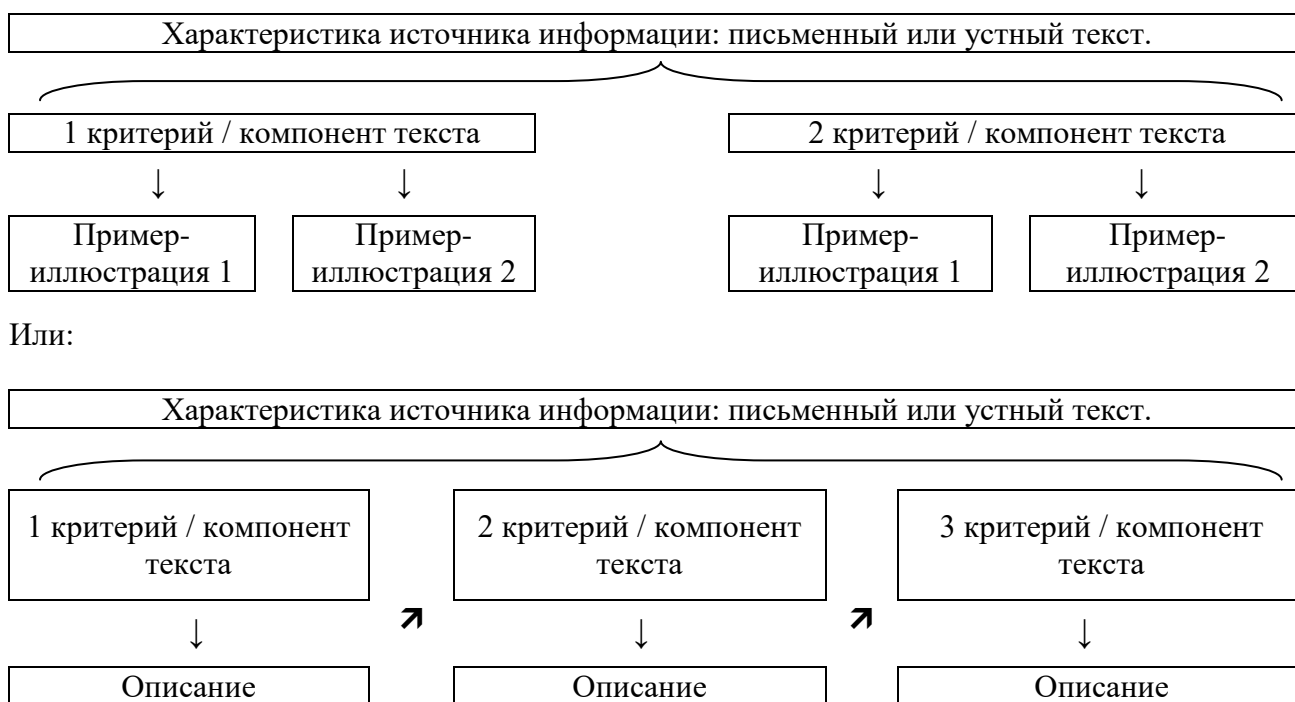 Характеристика источника информации: письменный или устный текст.
1 критерий / компонент текста
2 критерий / компонент текста
↓ ↓ ↓ ↓
Пример-
иллюстрация 1
Пример-
иллюстрация 2
Пример-
иллюстрация 1
Пример-
иллюстрация 2
Или:
Характеристика источника информации: письменный или устный текст.
1 критерий / компонент
текста
2 критерий / компонент
текста
3 критерий / компонент
текста
↓ ↗ ↓ ↗ ↓
Описание
Описание
Описание